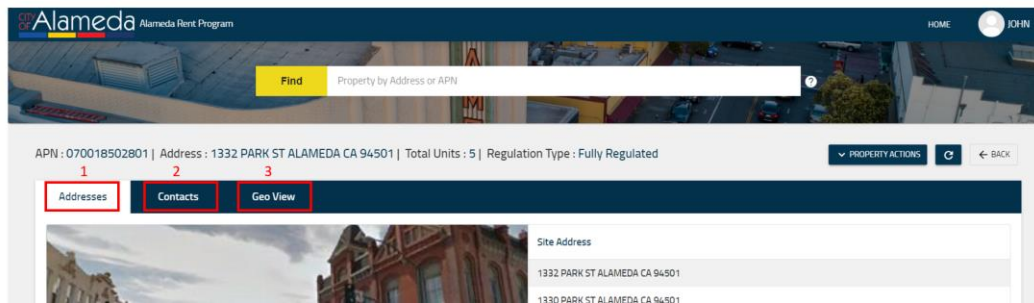 CITY OF Alameda Alameda Rent Program HOME JOHN
Find Property by Address or APN ?
APN : 070018502801 | Address : 1332 PARK ST ALAMEDA CA 94501 | Total Units : 5 | Regulation Type : Fully Regulated PROPERTY ACTIONS BACK
1 2 3
Addresses Contacts Geo View
Site Address
1332 PARK ST ALAMEDA CA 94501
1330 PARK ST ALAMEDA CA 94501